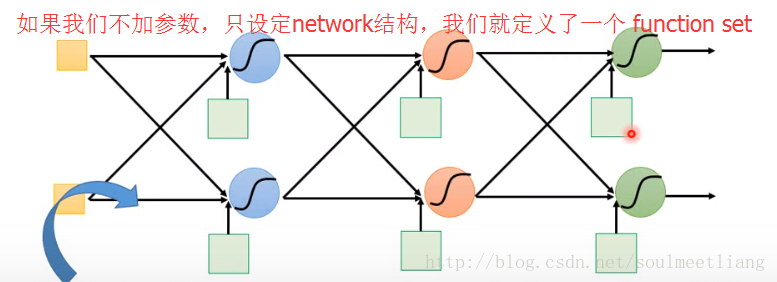 如果我们不加参数，只设定network结构，我们就定义了一个 function set
http://blog.csdn.net/soulmeetliang